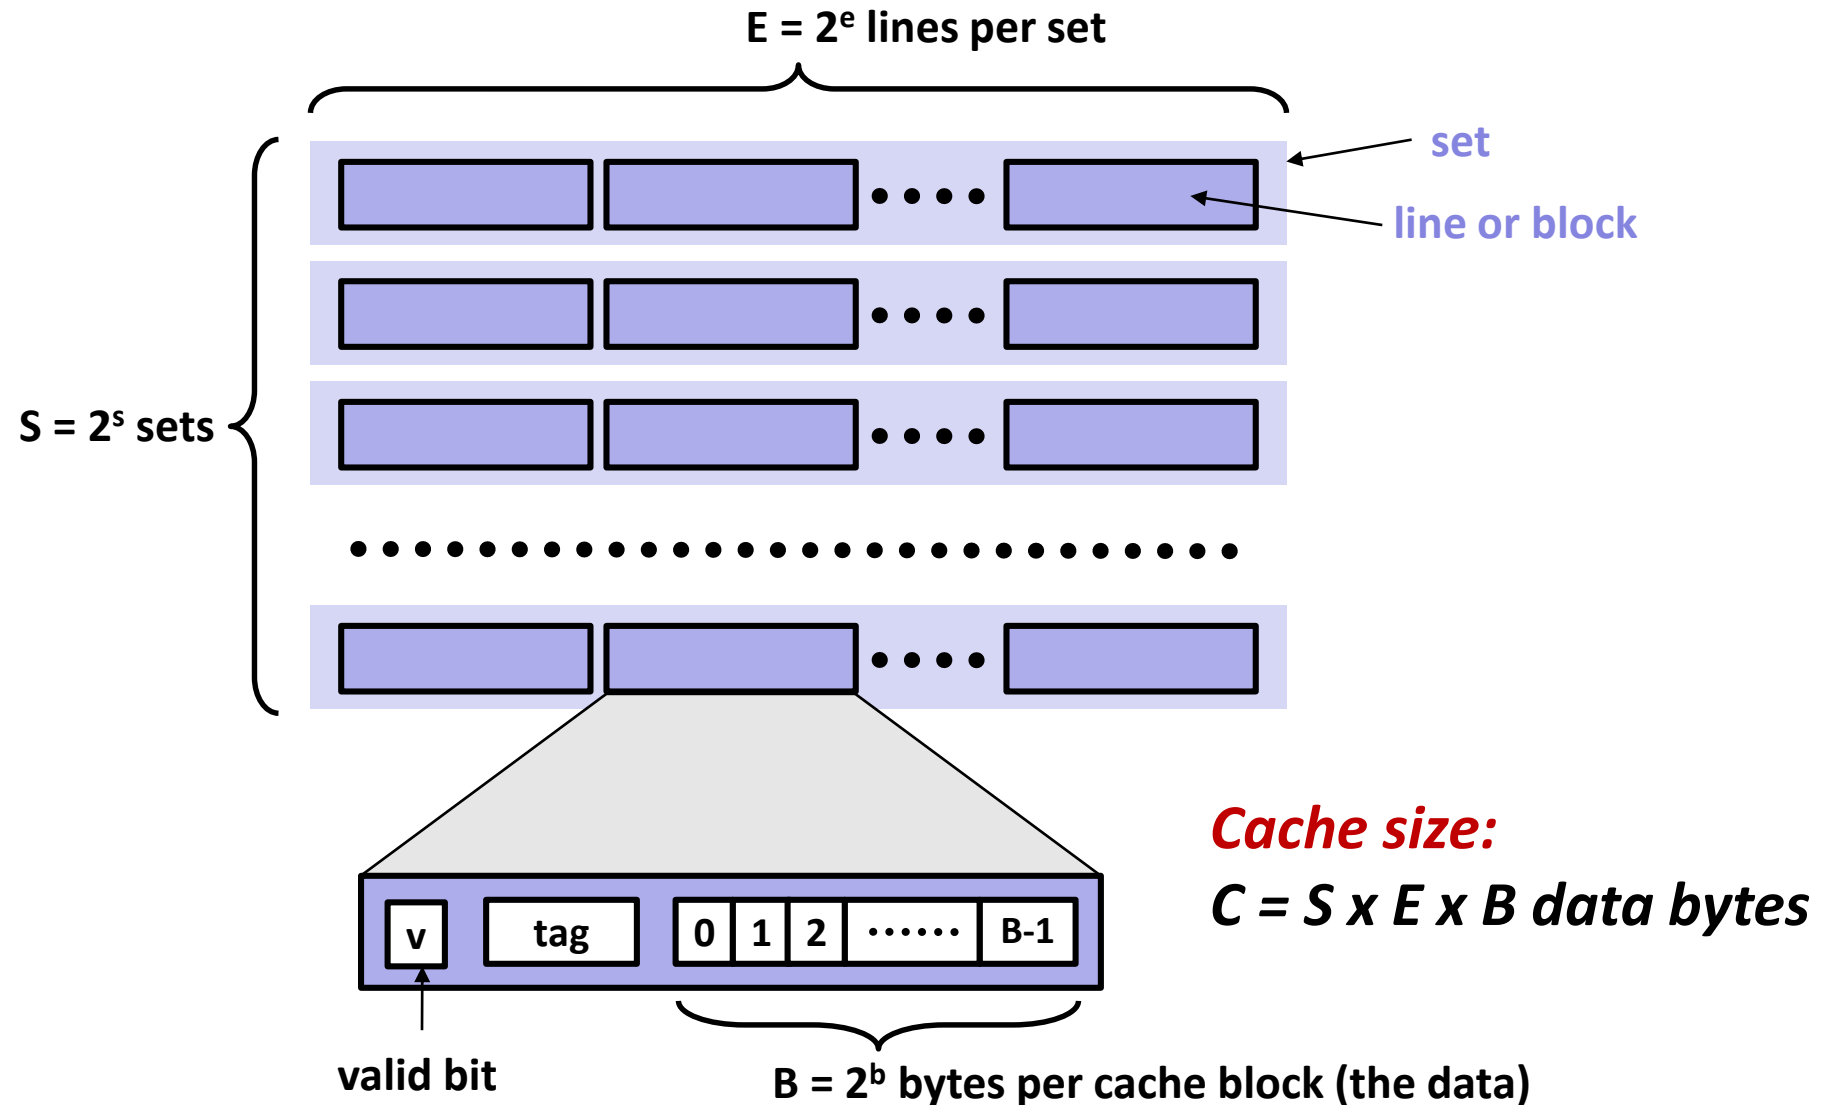 E = 2ᵉ lines per set
set
line or block
S = 2ˢ sets
Cache size:
C = S x E x B data bytes
v
tag
0 1 2 ...... B-1
valid bit
B = 2ᵇ bytes per cache block (the data)